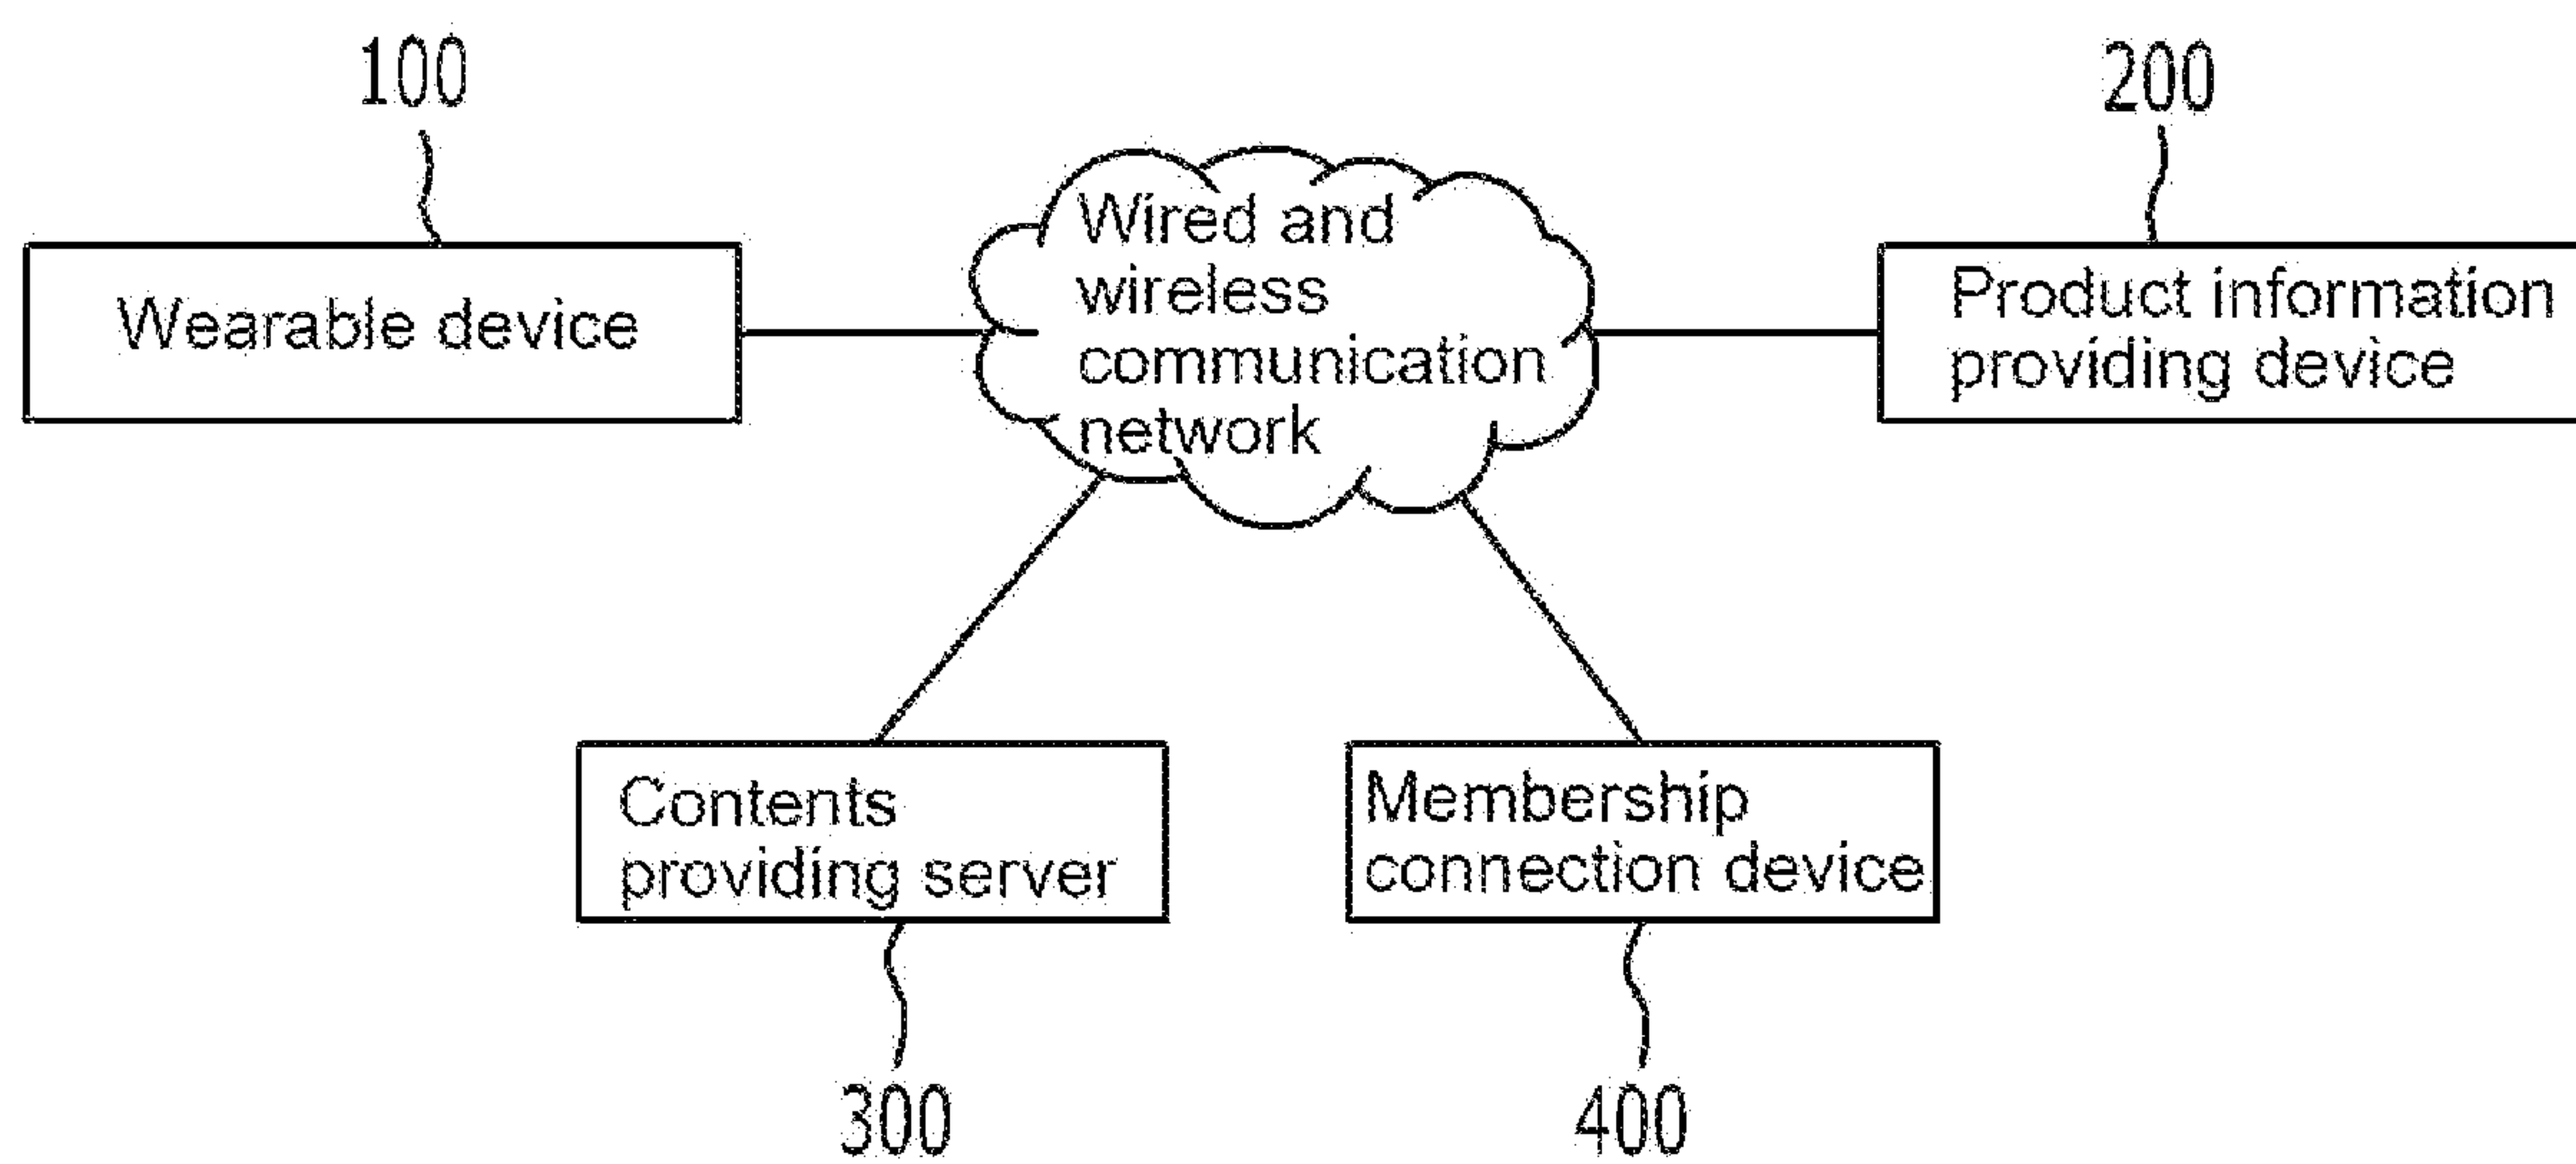 100
200
Wired and
wireless
communication
network
Wearable device
Product information
providing device
Contents
providing server
Membership
connection device
300
400